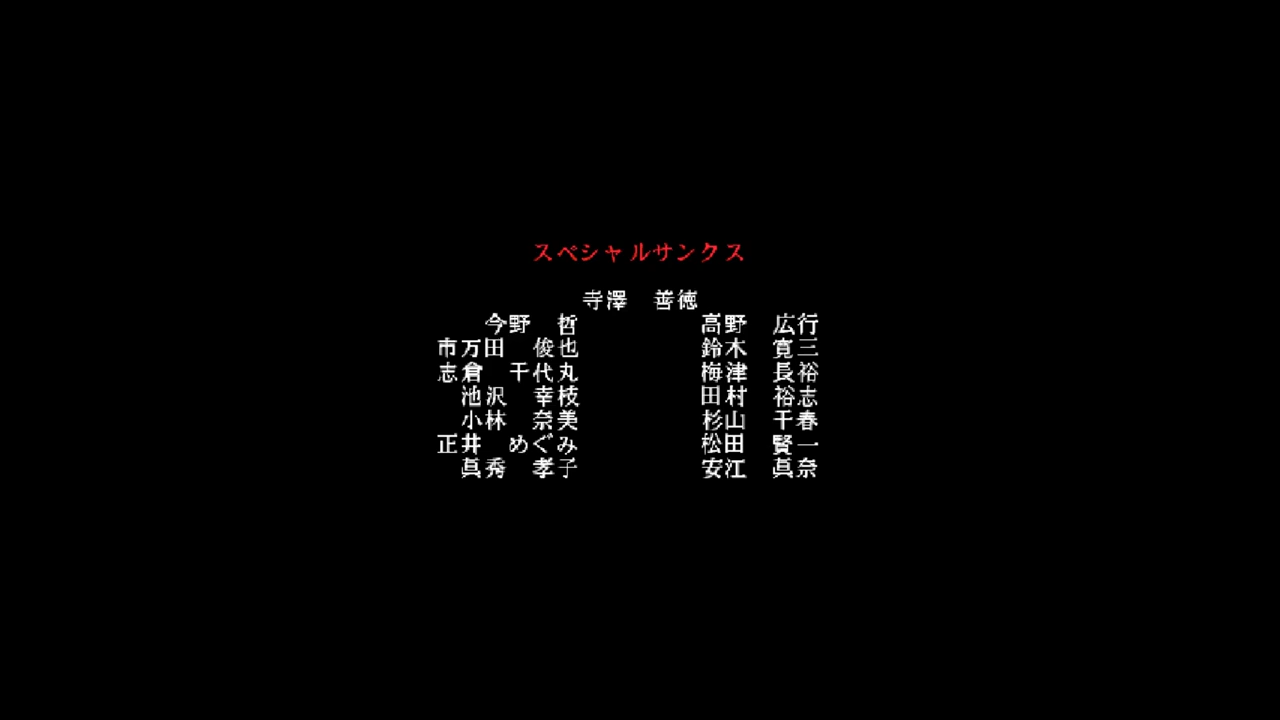 スペシャルサンクス
寺澤　善徳
今野　哲　高野　広行
市万田　俊也　鈴木　寛三
志倉　千代丸　梅津　長裕
池沢　幸枝　田村　裕志
小林　奈美　杉山　千春
正井　めぐみ　松田　賢一
眞秀　孝子　安江　眞奈